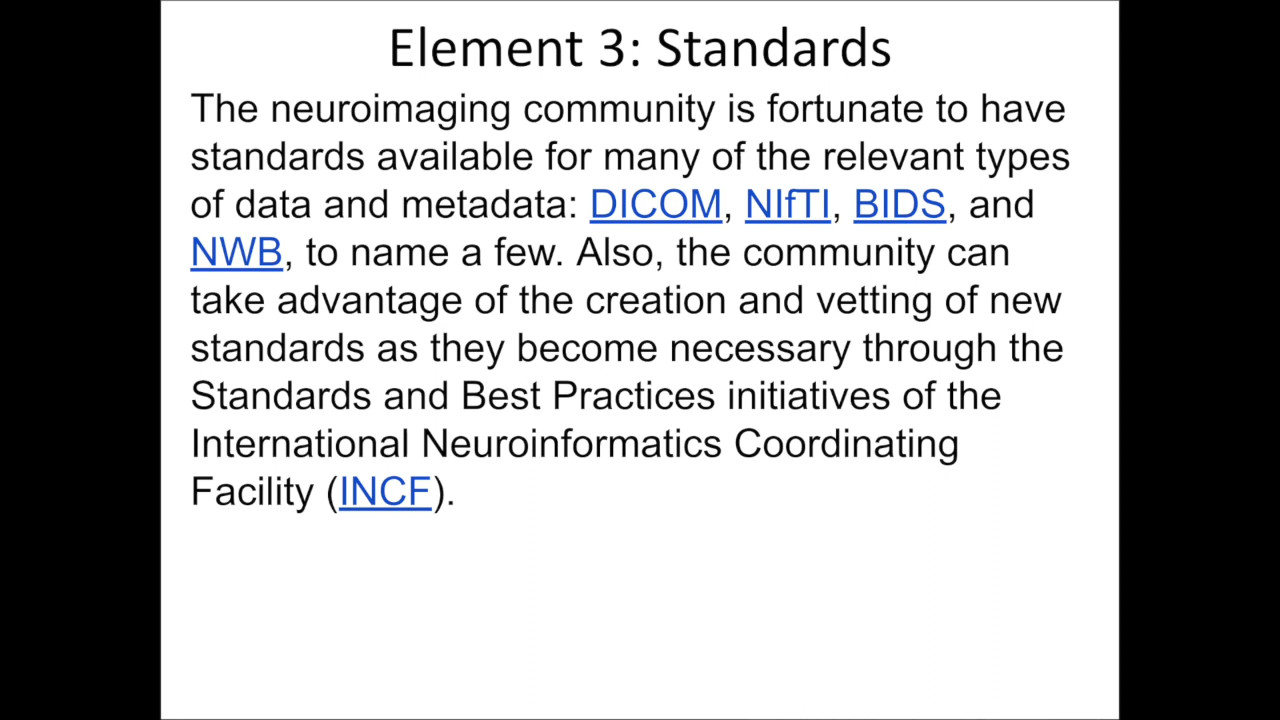 Element 3: Standards
The neuroimaging community is fortunate to have
standards available for many of the relevant types
of data and metadata: DICOM, NIfTI, BIDS, and
NWB, to name a few. Also, the community can
take advantage of the creation and vetting of new
standards as they become necessary through the
Standards and Best Practices initiatives of the
International Neuroinformatics Coordinating
Facility (INCF).